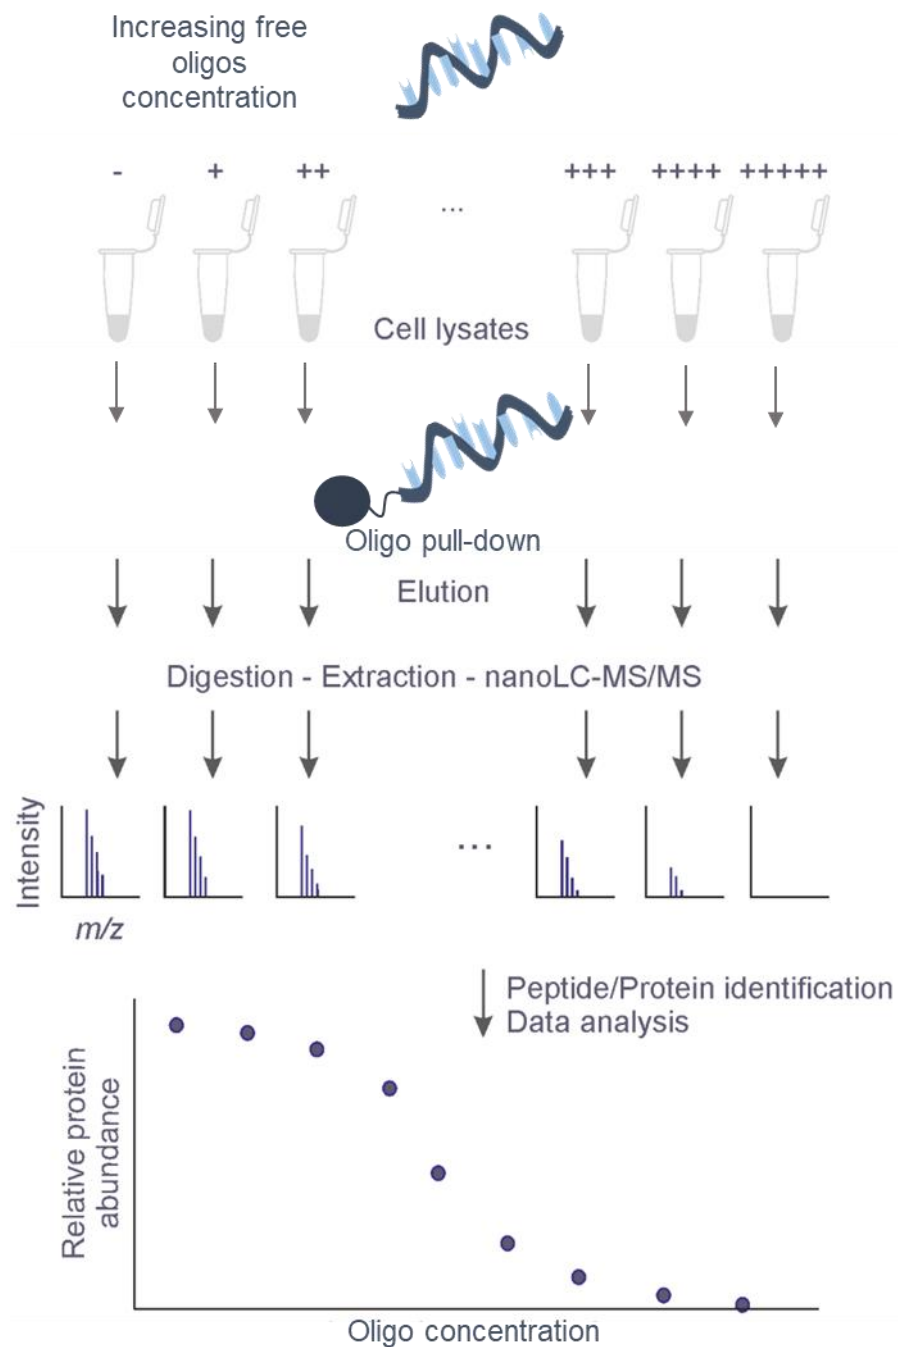 Increasing free
oligos
concentration
- + ++ ... +++ ++++ +++++
Cell lysates
Oligo pull-down
Elution
Digestion - Extraction - nanoLC-MS/MS
Intensity
...
m/z
Peptide/Protein identification
Data analysis
Relative protein
abundance
Oligo concentration